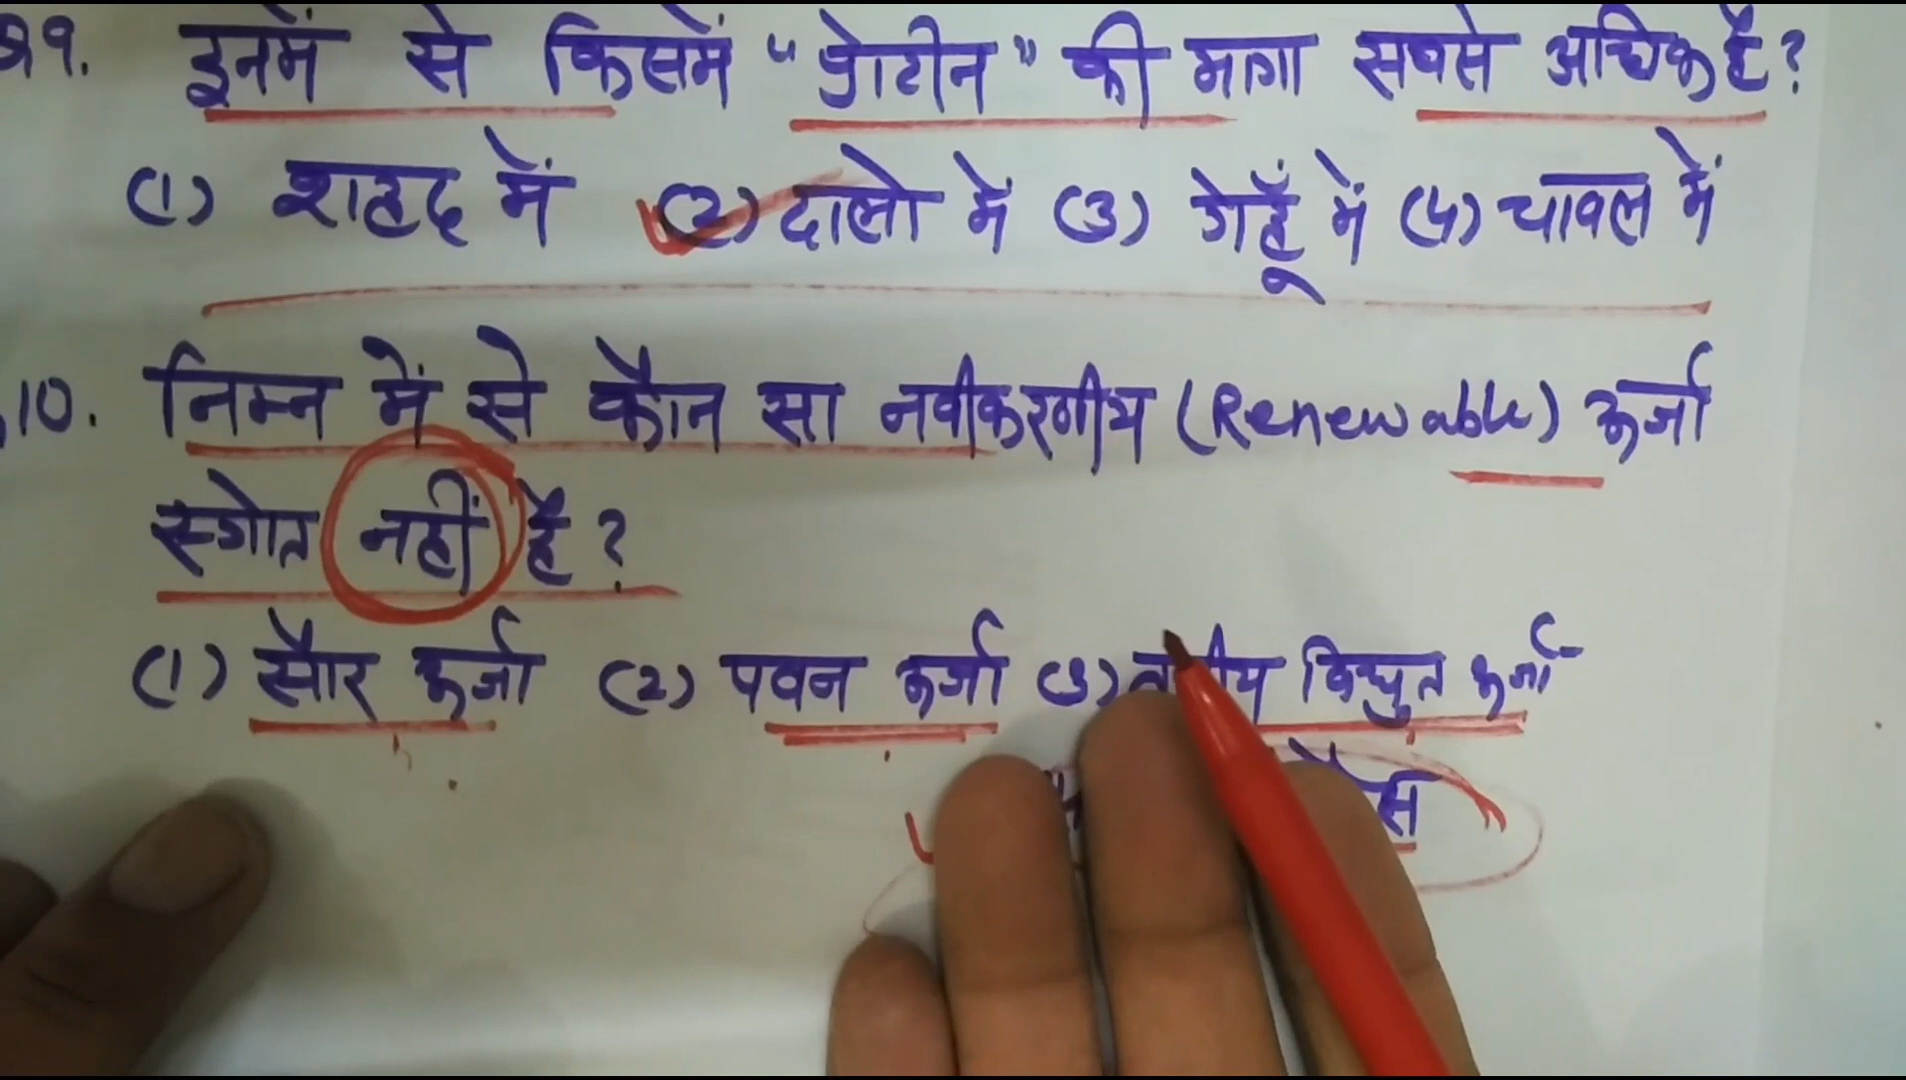 Q9. इनमें से किसमें "प्रोटीन" की मात्रा सबसे अधिक है?
(1) शहद में (2) दालो में (3) गेहूँ में (4) चावल में
10. निम्न में से कौन सा नवीकरणीय (Renewable) ऊर्जा
स्त्रोत नहीं है?
(1) सौर ऊर्जा (2) पवन ऊर्जा (3) विद्युत ऊर्जा